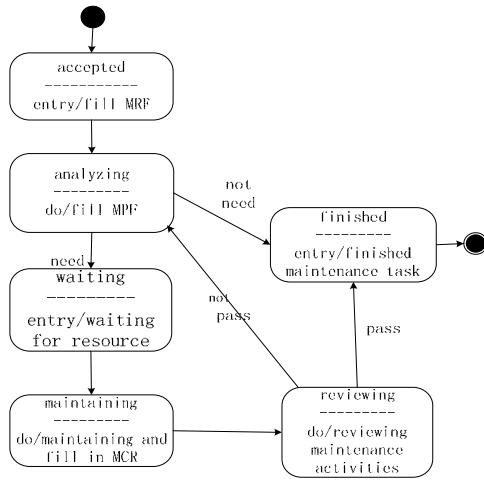 accepted
-----------
entry/fill MRF
analyzing
---------
do/fill MPF
not
need
finished
---------
entry/finished
maintenance task
need
waiting
---------
entry/waiting
for resource
not
pass
pass
maintaining
---------
do/maintaining and
fill in MCR
reviewing
---------
do/reviewing
maintenance
activities